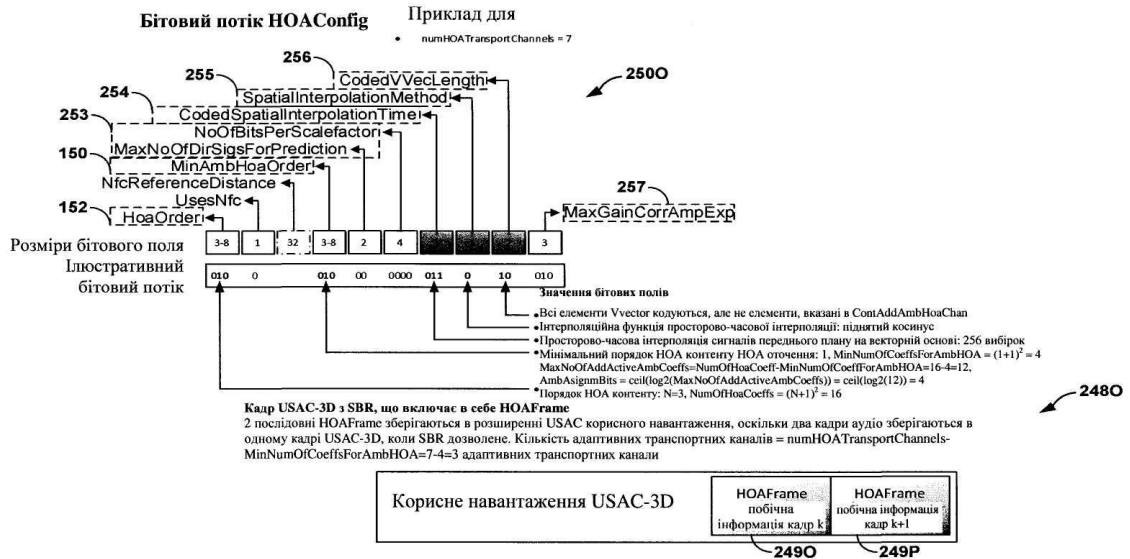 Бітовий потік HOAConfig
Приклад для
• numHOATransportChannels = 7
256
CodedVVecLength
255
SpatialInterpolationMethod
250O
254
CodedSpatialInterpolationTime
253
NoOfBitsPerScalefactor
MaxNoOfDirSigsForPrediction
150
MinAmbHoaOrder
NfcReferenceDistance
257
UsesNfc
152
HoaOrder
MaxGainCorrAmpExp
Розміри бітового поля
3-8 1 32 3-8 2 4 3
Ілюстративний
бітовий потік
010 0 010 00 0000 011 0 10 010
Значення бітових полів
• Всі елементи Vvector кодуються, але не елементи, вказані в ContAddAmbHoaChan
• Інтерполяційна функція просторово-часової інтерполяції: піднятий косинус
• Просторово-часова інтерполяція сигналів переднього плану на векторній основі: 256 вибірок
• Мінімальний порядок HOA контенту HOA оточення: 1, MinNumOfCoeffsForAmbHOA = (1+1)² = 4
MaxNoOfAddActiveAmbCoeffs=NumOfHoaCoeff-MinNumOfCoeffForAmbHOA=16-4=12,
AmbAsignmBits = ceil(log2(MaxNoOfAddActiveAmbCoeffs)) = ceil(log2(12)) = 4
• Порядок HOA контенту: N=3, NumOfHoaCoeffs = (N+1)² = 16
Кадр USAC-3D з SBR, що включає в себе HOAFrame
248O
2 послідовні HOAFrame зберігаються в розширенні USAC корисного навантаження, оскільки два кадри аудіо зберігаються в
одному кадрі USAC-3D, коли SBR дозволене. Кількість адаптивних транспортних каналів = numHOATransportChannels-
MinNumOfCoeffsForAmbHOA=7-4=3 адаптивних транспортних канали
Корисне навантаження USAC-3D
HOAFrame
побічна
інформація кадр k
HOAFrame
побічна інформація
кадр k+1
249O
249P